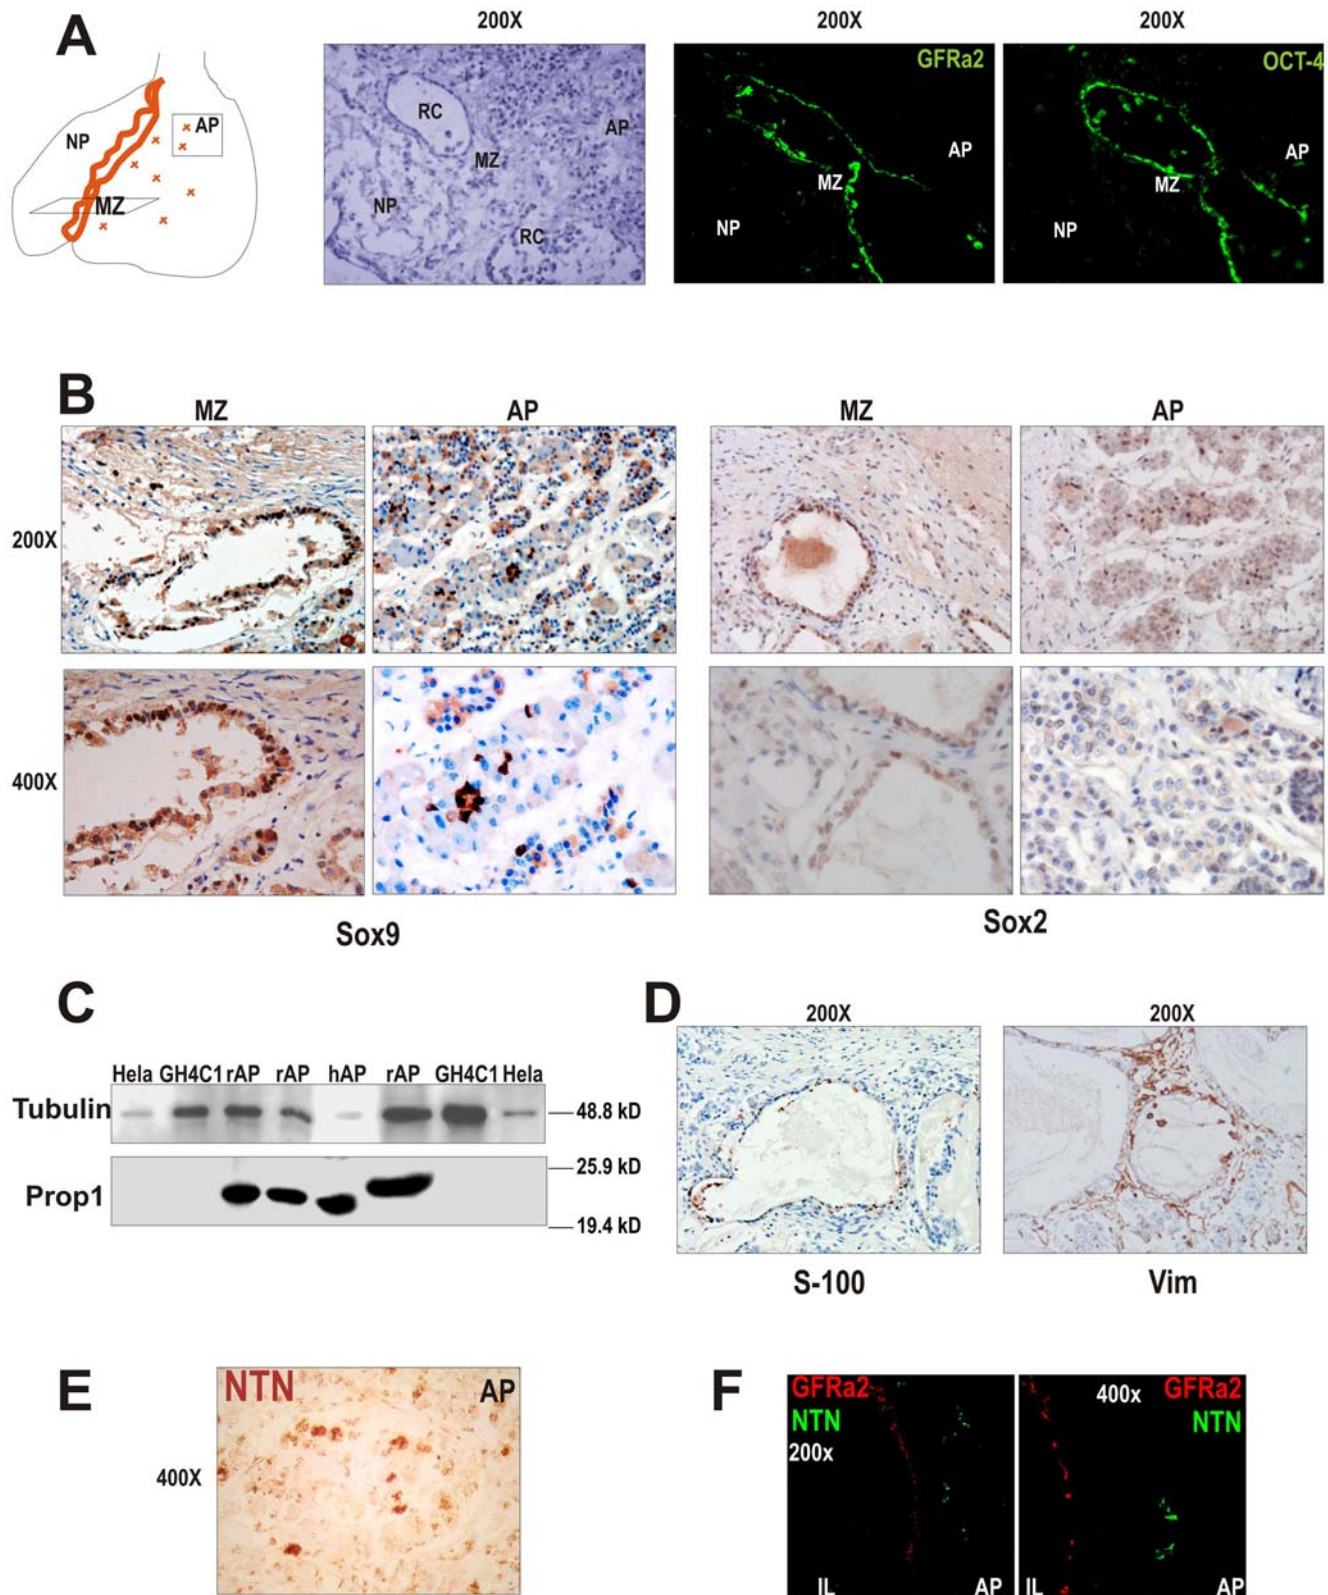 A
200X
200X
200X
NP
AP
MZ
RC
AP
MZ
NP
RC
GFRa2
AP
MZ
NP
OCT-4
AP
MZ
NP
B
MZ
AP
MZ
AP
200X
400X
Sox9
Sox2
C
Hela GH4C1 rAP rAP hAP rAP GH4C1 Hela
Tubulin
48.8 kD
25.9 kD
Prop1
19.4 kD
D
200X
200X
S-100
Vim
E
NTN
AP
400X
F
GFRa2
NTN
200x
IL
AP
400x
GFRa2
NTN
IL
AP